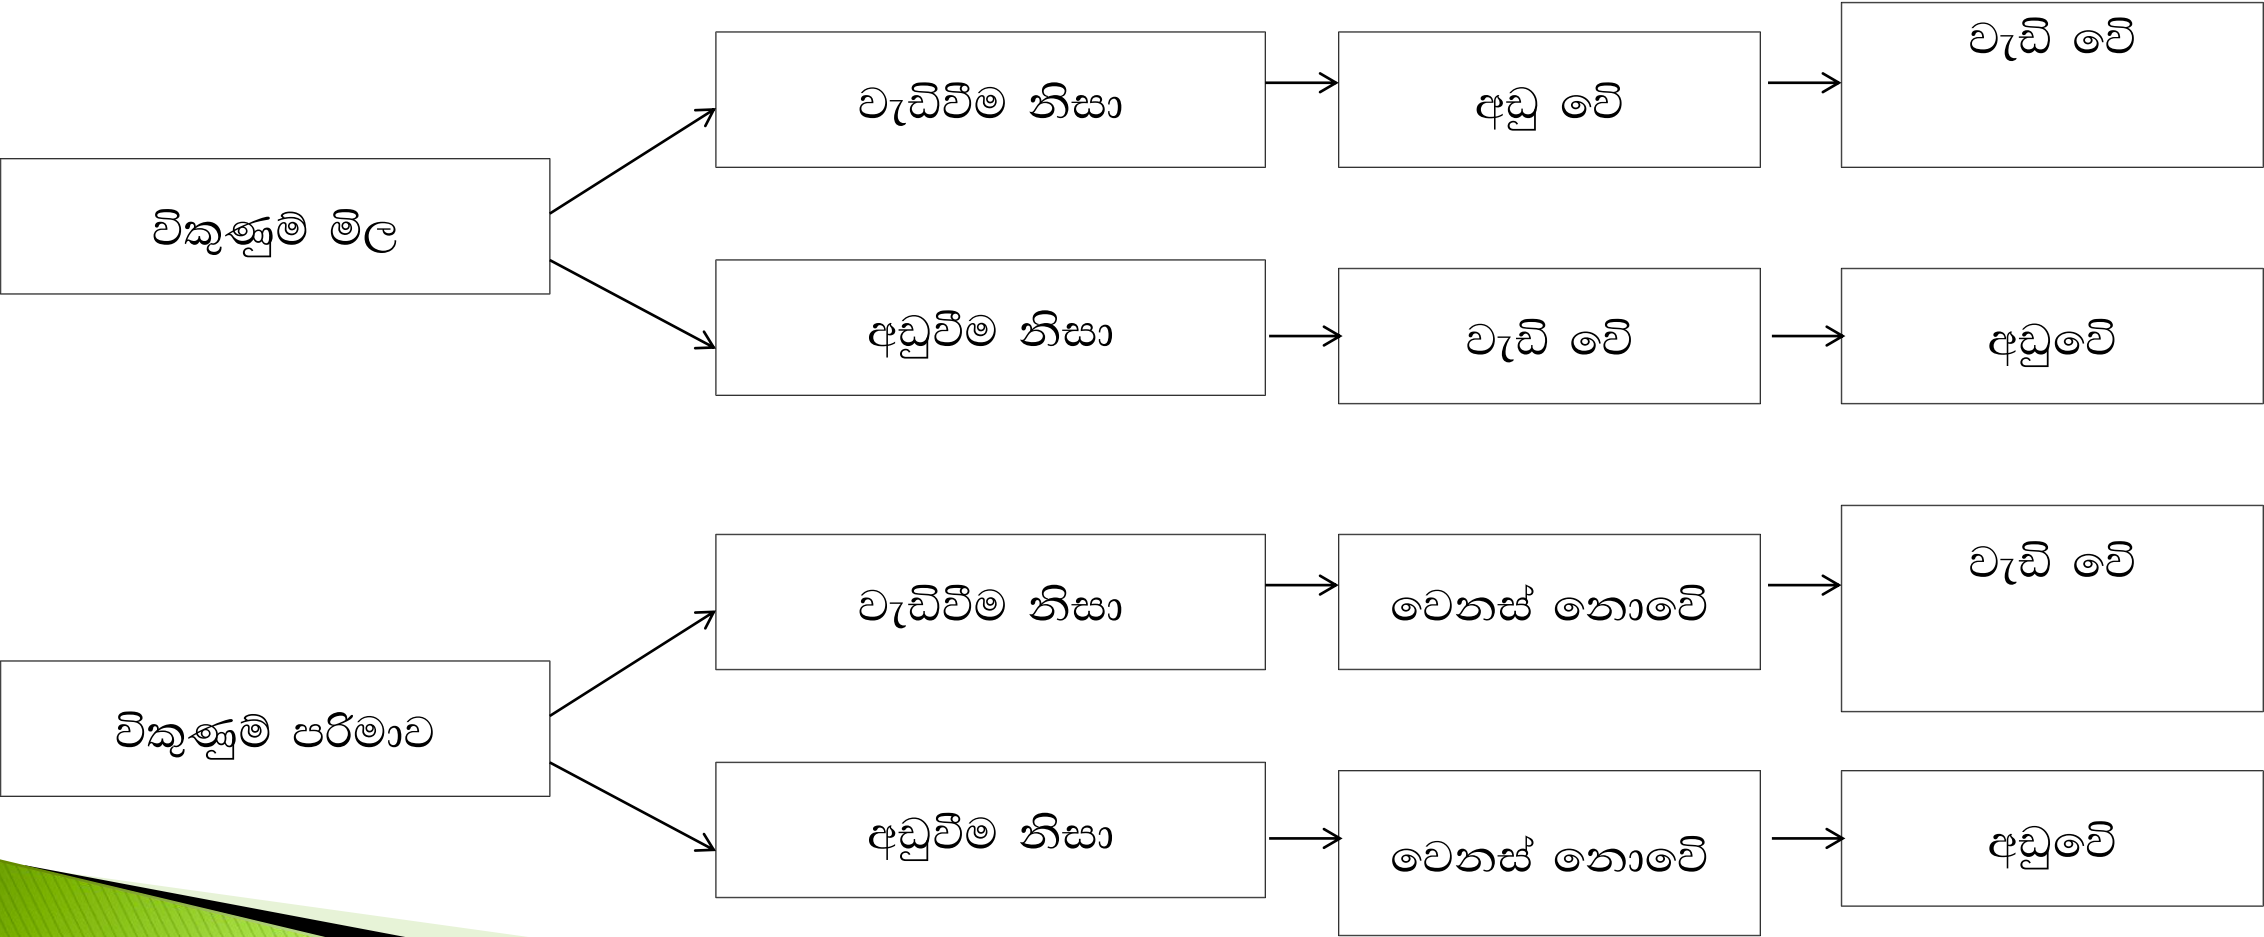 වැඩිවීම නිසා
අඩු වේ
වැඩි වේ
විකුණුම් මිල
අඩුවීම නිසා
වැඩි වේ
අඩුවේ
වැඩිවීම නිසා
වෙනස් නොවේ
වැඩි වේ
විකුණුම් පරිමාව
අඩුවීම නිසා
වෙනස් නොවේ
අඩුවේ